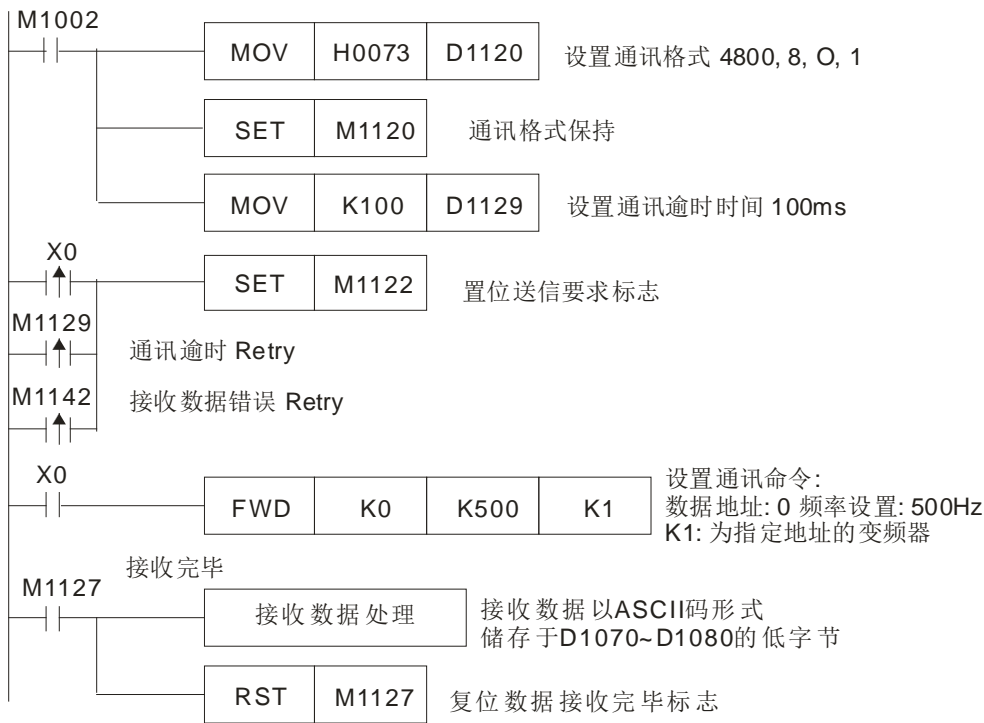 M1002
MOV H0073 D1120 设置通讯格式 4800, 8, O, 1
SET M1120 通讯格式保持
MOV K100 D1129 设置通讯逾时时间 100ms
X0
SET M1122 置位送信要求标志
M1129
通讯逾时 Retry
M1142 接收数据错误 Retry
X0
FWD K0 K500 K1
设置通讯命令:
数据地址: 0 频率设置: 500Hz
K1: 为指定地址的变频器
接收完毕
M1127
接收数据处理
接收数据以ASCII码形式
储存于D1070~D1080的低字节
RST M1127 复位数据接收完毕标志